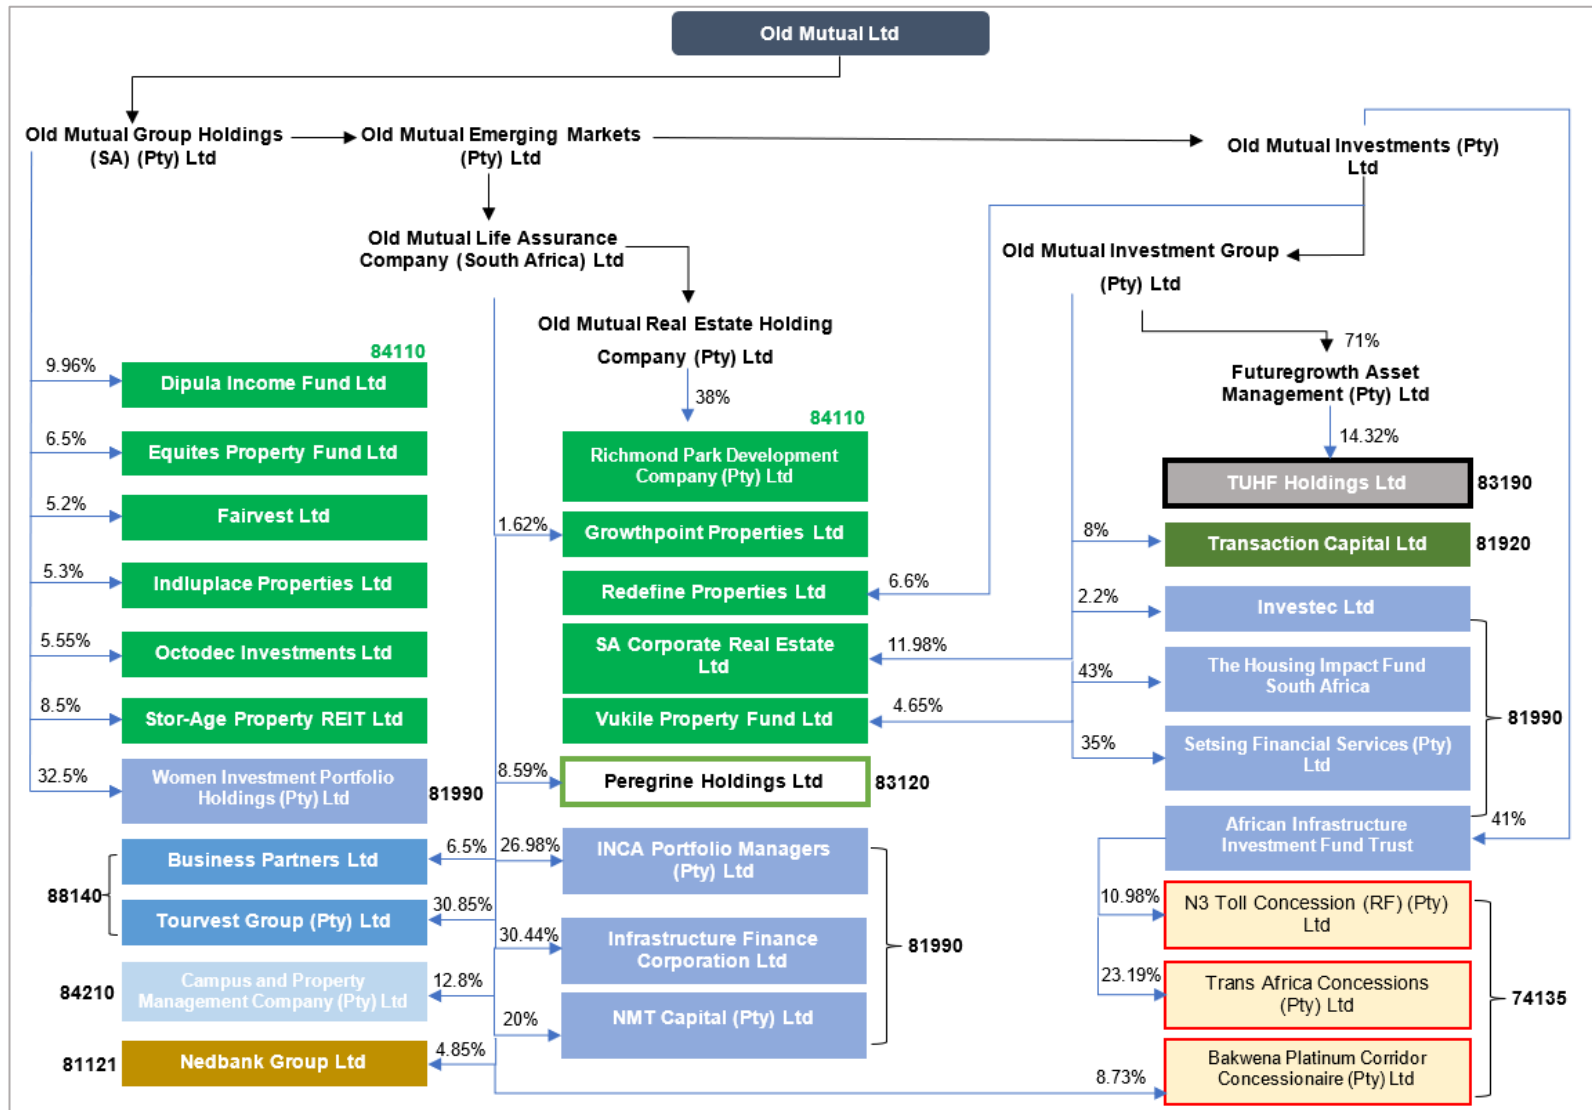 Old Mutual Ltd
Old Mutual Group Holdings
(SA) (Pty) Ltd
Old Mutual Emerging Markets
(Pty) Ltd
Old Mutual Investments (Pty)
Ltd
Old Mutual Life Assurance
Company (South Africa) Ltd
Old Mutual Investment Group
(Pty) Ltd
Old Mutual Real Estate Holding
Company (Pty) Ltd
38%
71%
Futuregrowth Asset
Management (Pty) Ltd
14.32%
84110
9.96%
Dipula Income Fund Ltd
6.5%
Equites Property Fund Ltd
5.2%
Fairvest Ltd
5.3%
Indluplace Properties Ltd
5.55%
Octodec Investments Ltd
8.5%
Stor-Age Property REIT Ltd
32.5%
Women Investment Portfolio
Holdings (Pty) Ltd
81990
Business Partners Ltd
6.5%
88140
Tourvest Group (Pty) Ltd
30.85%
84210
Campus and Property
Management Company (Pty) Ltd
12.8%
81121
Nedbank Group Ltd
4.85%
84110
Richmond Park Development
Company (Pty) Ltd
1.62%
Growthpoint Properties Ltd
Redefine Properties Ltd
6.6%
SA Corporate Real Estate
Ltd
11.98%
Vukile Property Fund Ltd
4.65%
8.59%
Peregrine Holdings Ltd
83120
26.98%
INCA Portfolio Managers
(Pty) Ltd
30.44%
Infrastructure Finance
Corporation Ltd
81990
20%
NMT Capital (Pty) Ltd
TUHF Holdings Ltd
83190
8%
Transaction Capital Ltd
81920
2.2%
Investec Ltd
43%
The Housing Impact Fund
South Africa
81990
35%
Setsing Financial Services (Pty)
Ltd
African Infrastructure
Investment Fund Trust
41%
10.98%
N3 Toll Concession (RF) (Pty)
Ltd
23.19%
Trans Africa Concessions
(Pty) Ltd
74135
8.73%
Bakwena Platinum Corridor
Concessionaire (Pty) Ltd